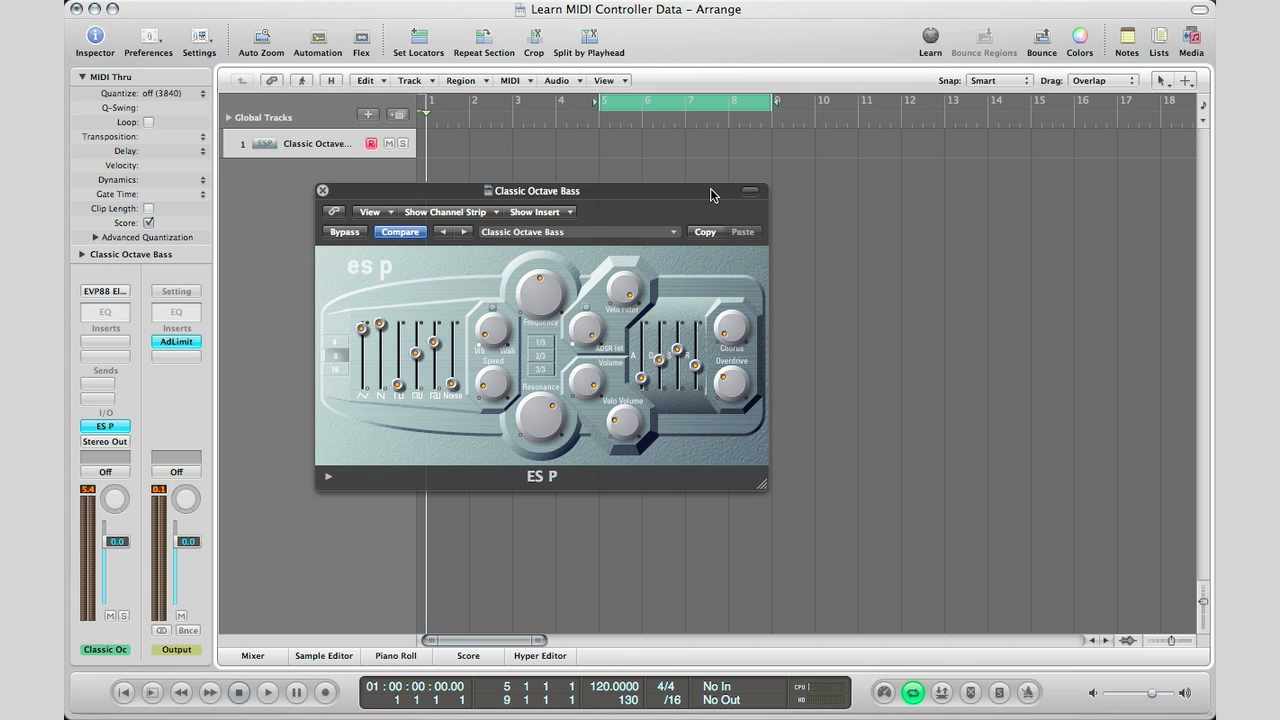 Learn MIDI Controller Data - Arrange
Inspector Preferences Settings Auto Zoom Automation Flex Set Locators Repeat Section Crop Split by Playhead Learn Bounce Regions Bounce Colors Notes Lists Media
MIDI Thru
Quantize: off (3840)
Q-Swing:
Loop:
Transposition:
Delay:
Velocity:
Dynamics:
Gate Time:
Clip Length:
Score:
Advanced Quantization
Classic Octave Bass
H Edit Track Region MIDI Audio View Snap: Smart Drag: Overlap
Global Tracks
1 2 3 4 5 6 7 8 9 10 11 12 13 14 15 16 17 18
1 ESP Classic Octave... R M S
Classic Octave Bass
View Show Channel Strip Show Insert
Bypass Compare Classic Octave Bass Copy Paste
es p
4
8
16
Noise
Vib Wah
Speed
Frequency
1/3
2/3
3/3
Resonance
Velo Filter
ADSR Int
Volume
Velo Volume
A D S R
Chorus
Overdrive
ES P
EVP88 El... Setting
EQ EQ
Inserts Inserts
AdLimit
Sends
I/O
ES P
Stereo Out
Off Off
5.4 0.1
0.0 0.0
M S M
Bnce
Classic Oc Output
Mixer Sample Editor Piano Roll Score Hyper Editor
01 : 00 : 00 : 00.00 5 1 1 1 120.0000 4/4 No In CPU
1 1 1 1 9 1 1 1 130 /16 No Out HD